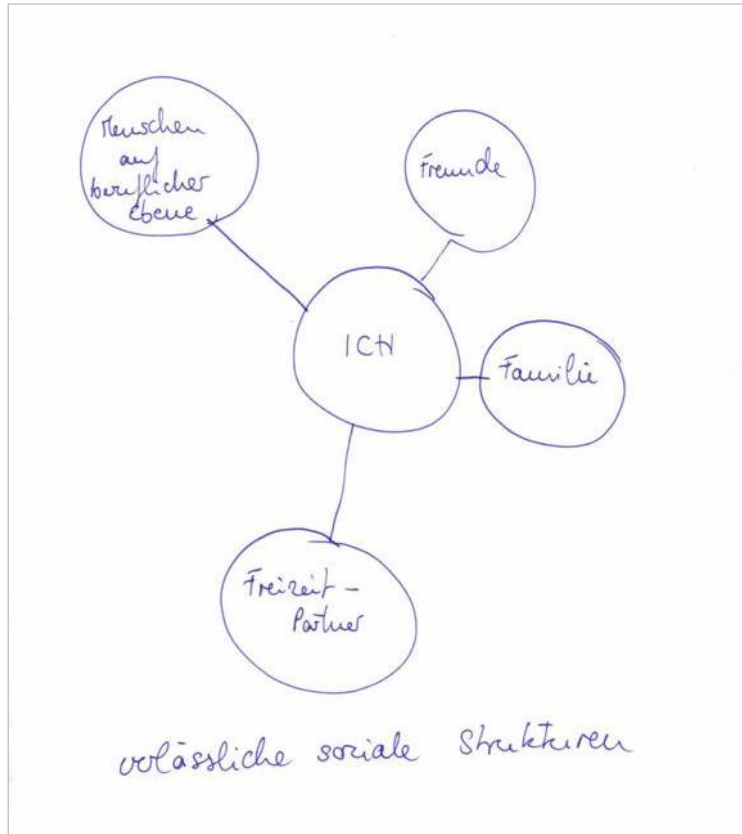 Menschen
auf
beruflicher
Ebene
Freunde
ICH
Familie
Freizeit-
Partner
verlässliche soziale Strukturen